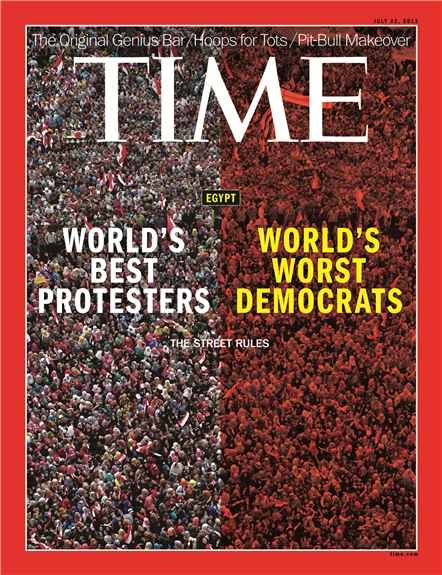 JULY 22, 2013
The Original Genius Bar/Hoops for Tots/Pit-Bull Makeover
TIME
EGYPT
WORLD'S
BEST
PROTESTERS
WORLD'S
WORST
DEMOCRATS
THE STREET RULES
time.com